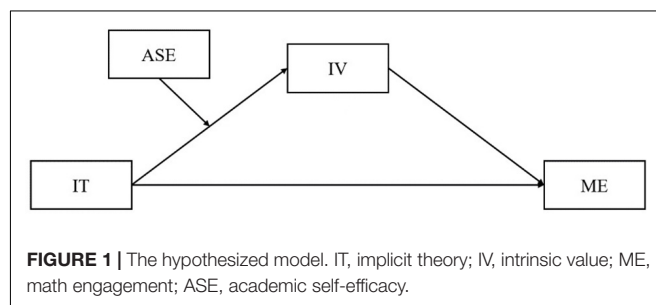 ASE
IV
IT
ME
FIGURE 1 | The hypothesized model. IT, implicit theory; IV, intrinsic value; ME,
math engagement; ASE, academic self-efficacy.